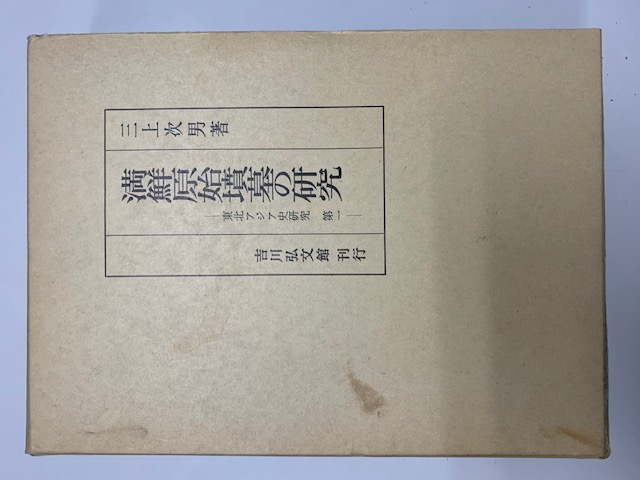 三上次男著
満鮮原始墳墓の研究
—東北アジア史研究 第一—
吉川弘文館刊行